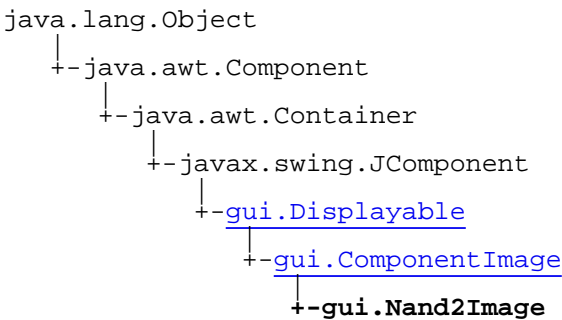 java.lang.Object
|
+-java.awt.Component
|
+-java.awt.Container
|
+-javax.swing.JComponent
|
+-gui.Displayable
|
+-gui.ComponentImage
|
+-gui.Nand2Image